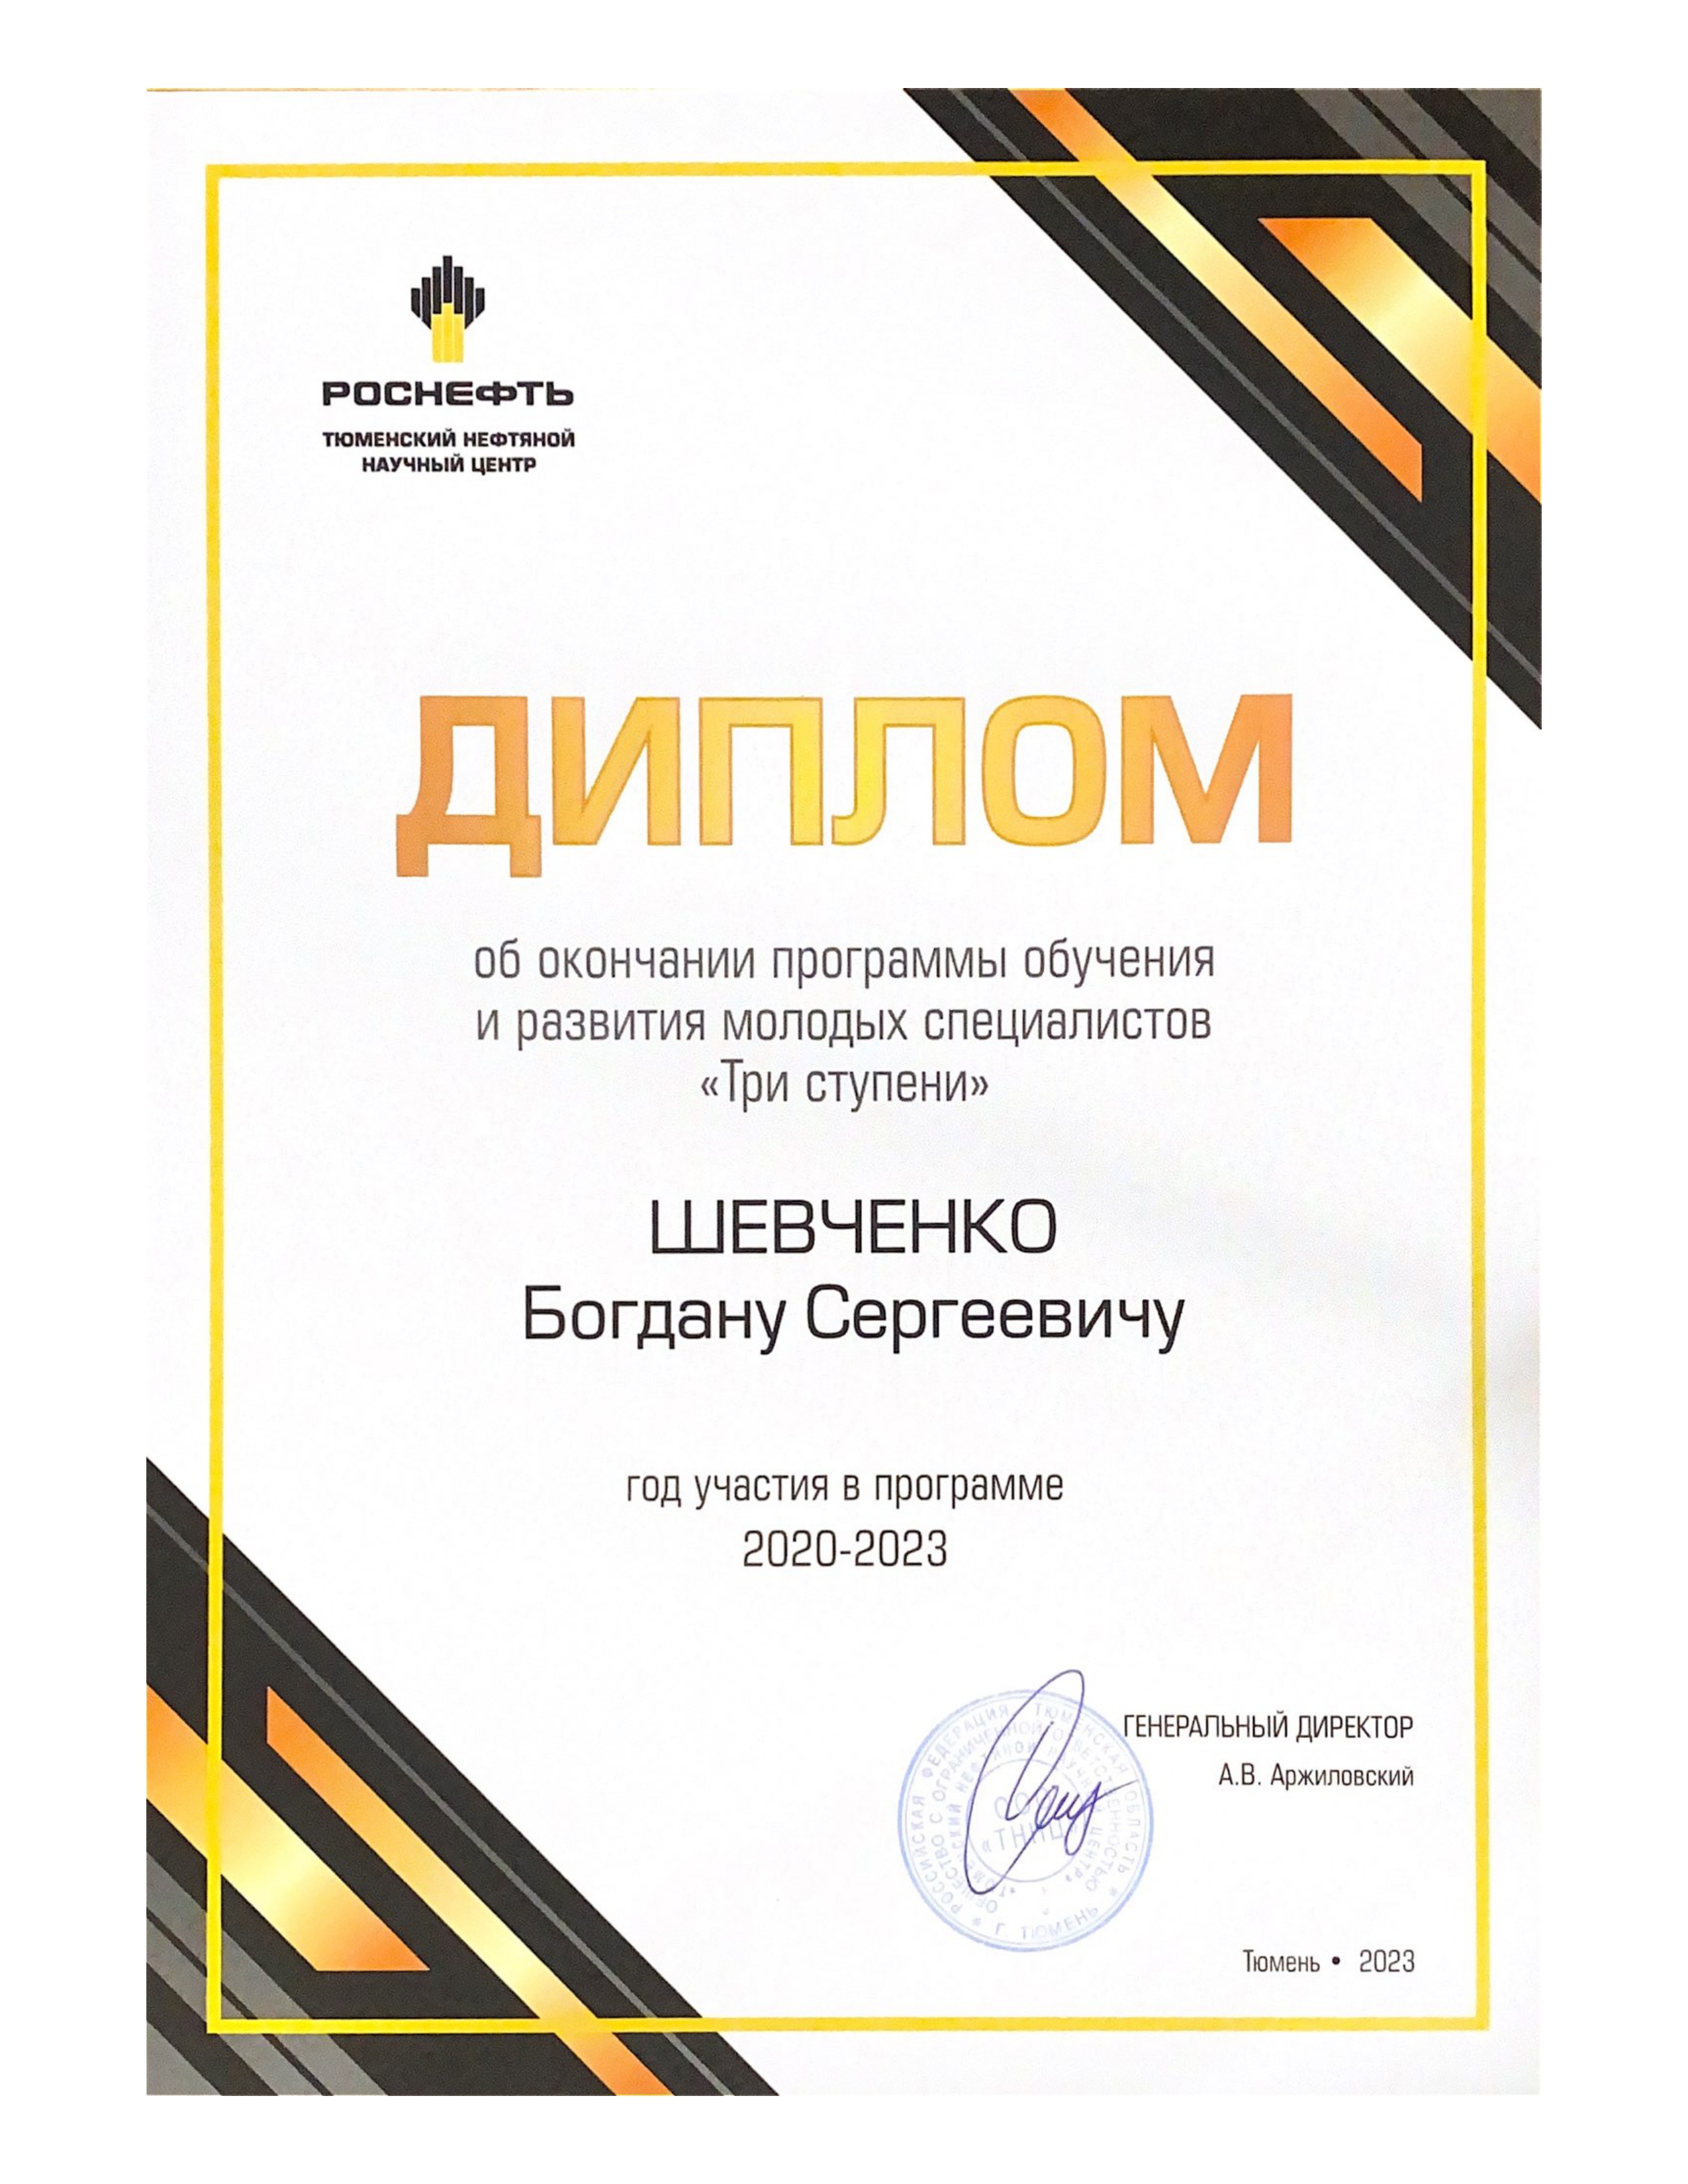 РОСНЕФТЬ
ТЮМЕНСКИЙ НЕФТЯНОЙ
НАУЧНЫЙ ЦЕНТР
ДИПЛОМ
об окончании программы обучения
и развития молодых специалистов
«Три ступени»
ШЕВЧЕНКО
Богдану Сергеевичу
год участия в программе
2020-2023
ГЕНЕРАЛЬНЫЙ ДИРЕКТОР
А.В. Аржиловский
РОССИЙСКАЯ ФЕДЕРАЦИЯ ТЮМЕНСКАЯ ОБЛАСТЬ
ОБЩЕСТВО С ОГРАНИЧЕННОЙ ОТВЕТСТВЕННОСТЬЮ
«ТЮМЕНСКИЙ НЕФТЯНОЙ НАУЧНЫЙ ЦЕНТР»
ООО
«ТННЦ»
Г. ТЮМЕНЬ
Тюмень • 2023